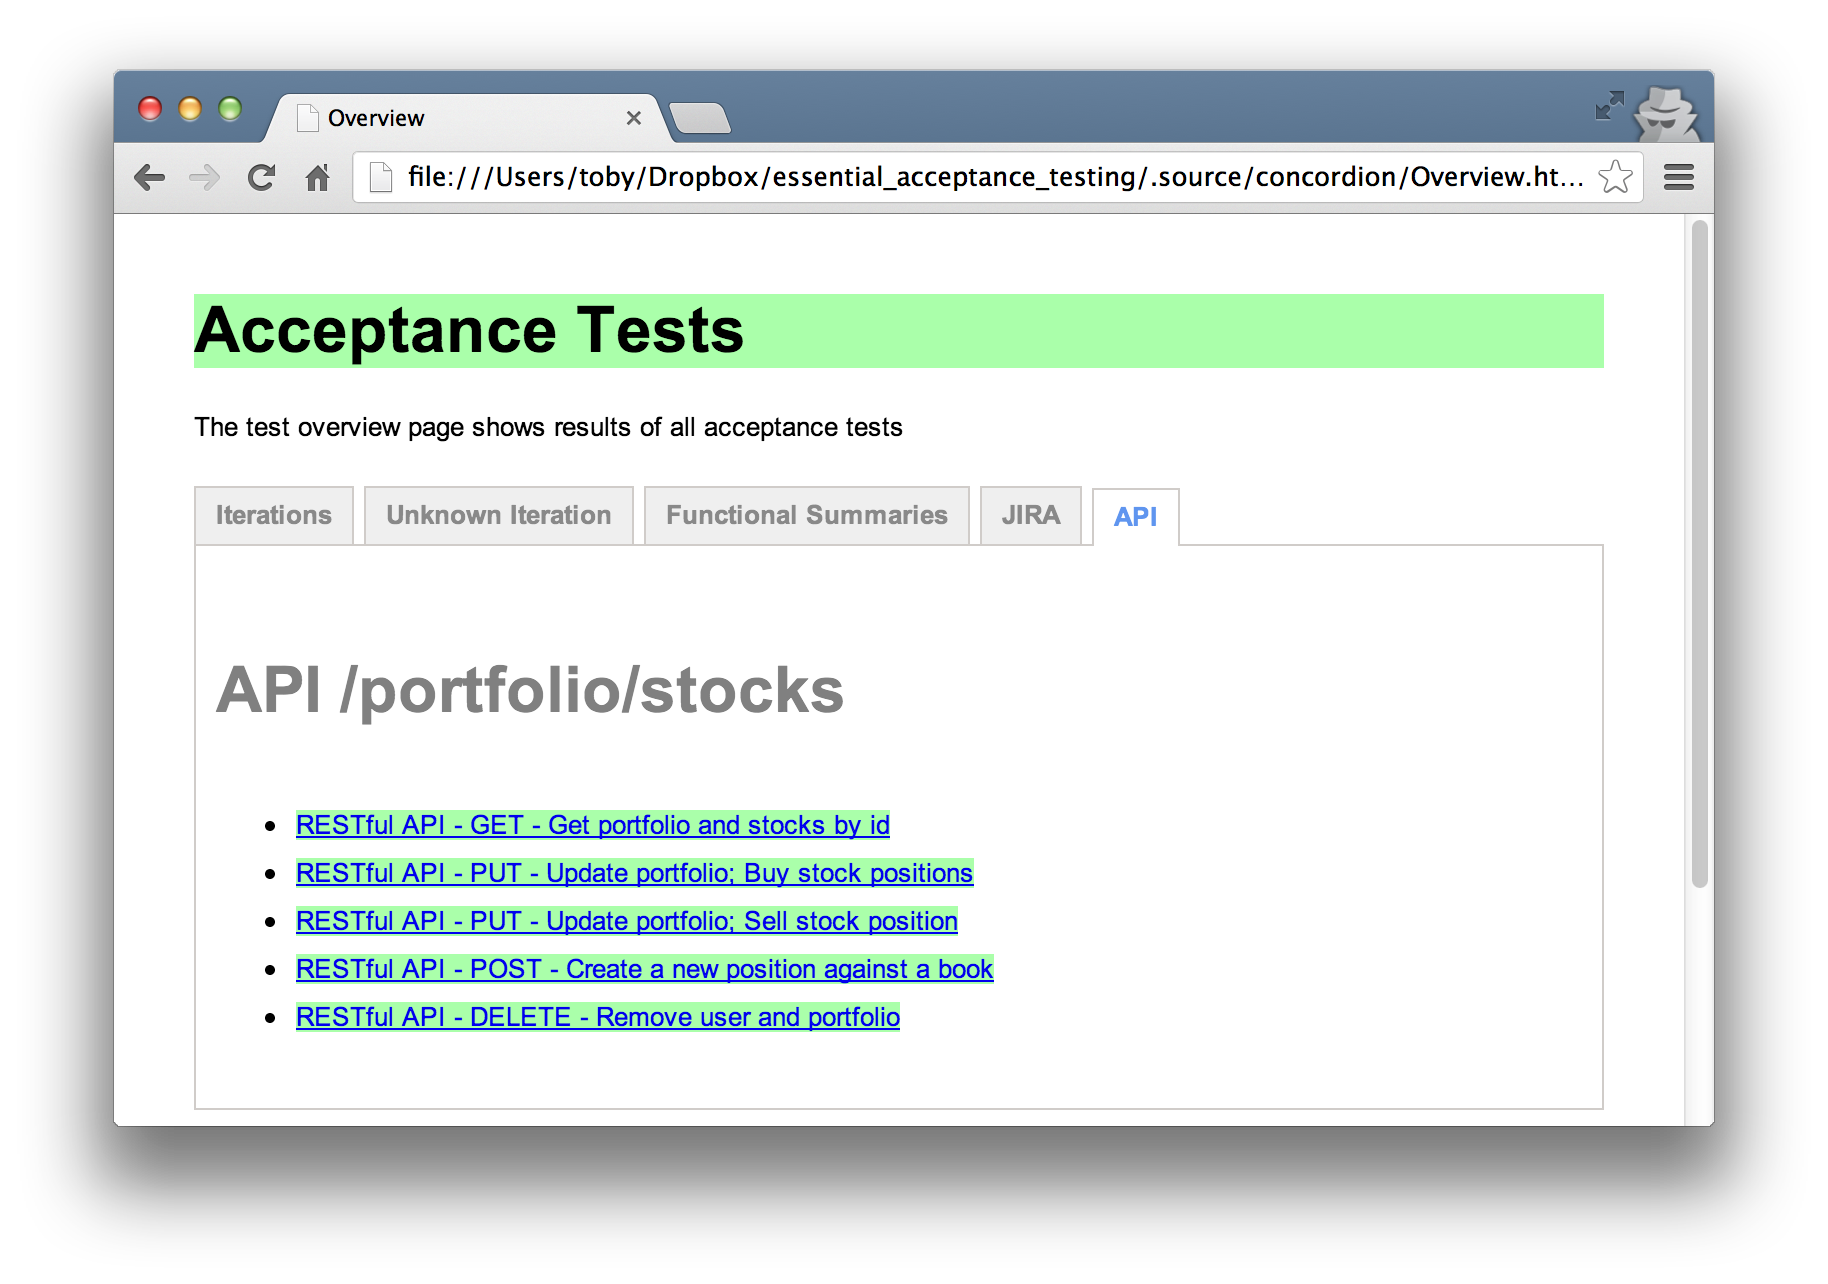 Overview
file:///Users/toby/Dropbox/essential_acceptance_testing/.source/concordion/Overview.ht...
Acceptance Tests
The test overview page shows results of all acceptance tests
Iterations
Unknown Iteration
Functional Summaries
JIRA
API
API /portfolio/stocks
RESTful API - GET - Get portfolio and stocks by id
RESTful API - PUT - Update portfolio; Buy stock positions
RESTful API - PUT - Update portfolio; Sell stock position
RESTful API - POST - Create a new position against a book
RESTful API - DELETE - Remove user and portfolio